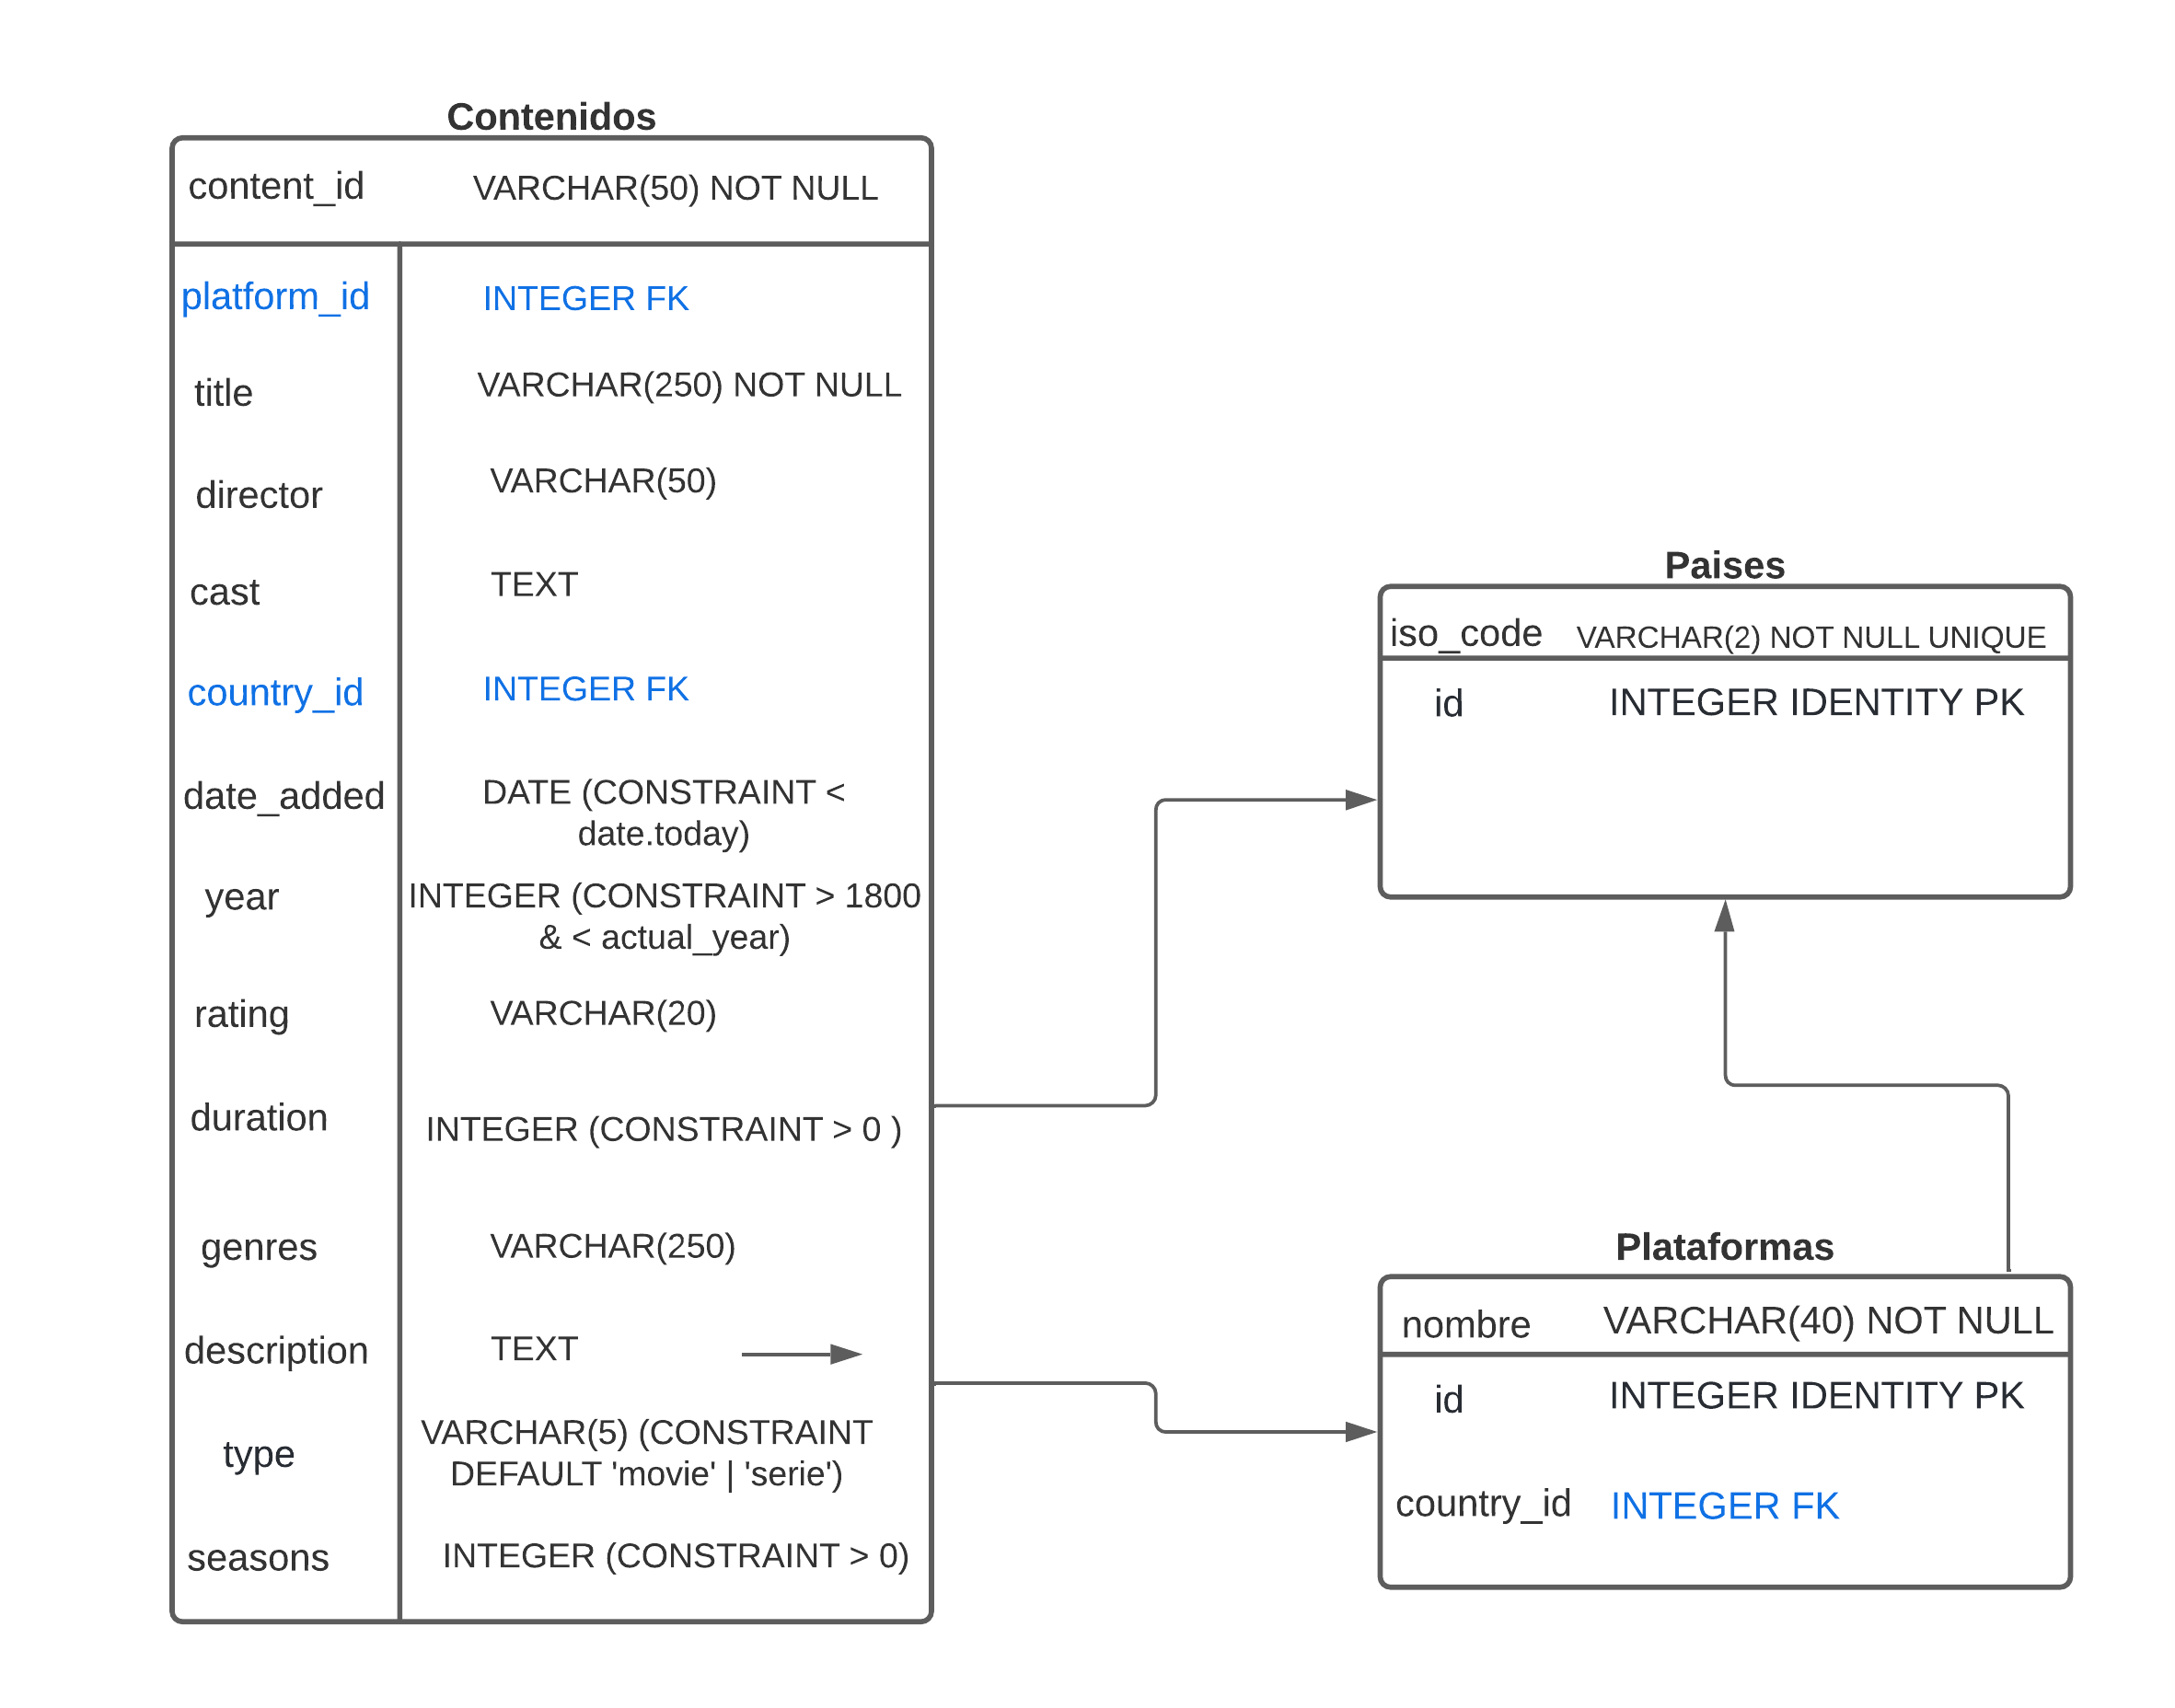 Contenidos
content_id VARCHAR(50) NOT NULL
platform_id INTEGER FK
title VARCHAR(250) NOT NULL
director VARCHAR(50)
cast TEXT
country_id INTEGER FK
date_added DATE (CONSTRAINT <
date.today)
year INTEGER (CONSTRAINT > 1800
& < actual_year)
rating VARCHAR(20)
duration INTEGER (CONSTRAINT > 0 )
genres VARCHAR(250)
description TEXT
type VARCHAR(5) (CONSTRAINT
DEFAULT 'movie' | 'serie')
seasons INTEGER (CONSTRAINT > 0)
Paises
iso_code VARCHAR(2) NOT NULL UNIQUE
id INTEGER IDENTITY PK
Plataformas
nombre VARCHAR(40) NOT NULL
id INTEGER IDENTITY PK
country_id INTEGER FK